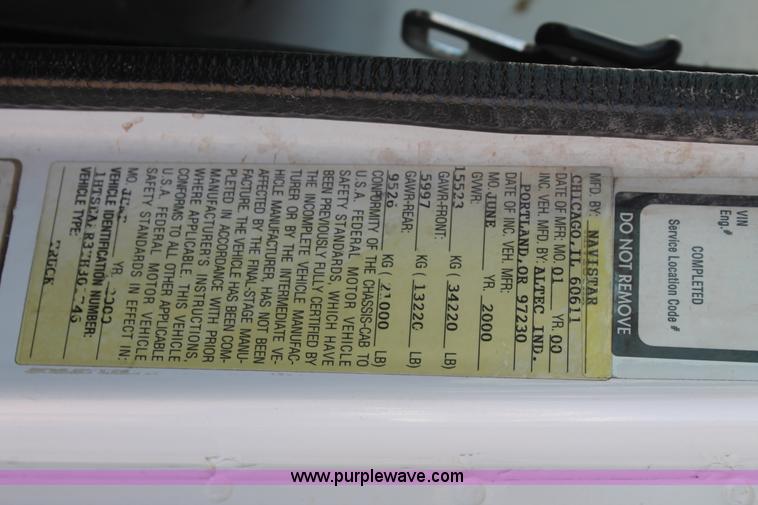 MFD BY: NAVISTAR
CHICAGO, IL 60611
DATE OF MFR. MO. 01 YR. 00
INC. VEH. MFD. BY: ALTEC IND.
PORTLAND, OR 97230
MO. DATE OF INC. VEH. MFR:
MO. JUNE YR. 2000
GVWR:
15523 KG ( 34220 LB)
GAWR-FRONT:
5997 KG ( 13220 LB)
GAWR-REAR:
9526 KG ( 21000 LB)
CONFORMITY OF THE CHASSIS-CAB TO
U.S.A. FEDERAL MOTOR VEHICLE
SAFETY STANDARDS, WHICH HAVE
BEEN PREVIOUSLY FULLY CERTIFIED BY
THE INCOMPLETE VEHICLE MANUFAC-
TURER OR BY THE INTERMEDIATE VE-
HICLE MANUFACTURER, HAS NOT BEEN
AFFECTED BY THE FINAL-STAGE MANU-
FACTURE THE VEHICLE HAS BEEN COM-
PLETED IN ACCORDANCE WITH PRIOR
MANUFACTURER'S INSTRUCTIONS,
WHERE APPLICABLE. THIS VEHICLE
CONFORMS TO ALL OTHER APPLICABLE
U.S.A. FEDERAL MOTOR VEHICLE
SAFETY STANDARDS IN EFFECT IN:
MO. YR.
VEHICLE IDENTIFICATION NUMBER:
VEHICLE TYPE:
TRUCK
VIN
Eng.#
COMPLETED
Service Location Code #
DO NOT REMOVE
www.purplewave.com